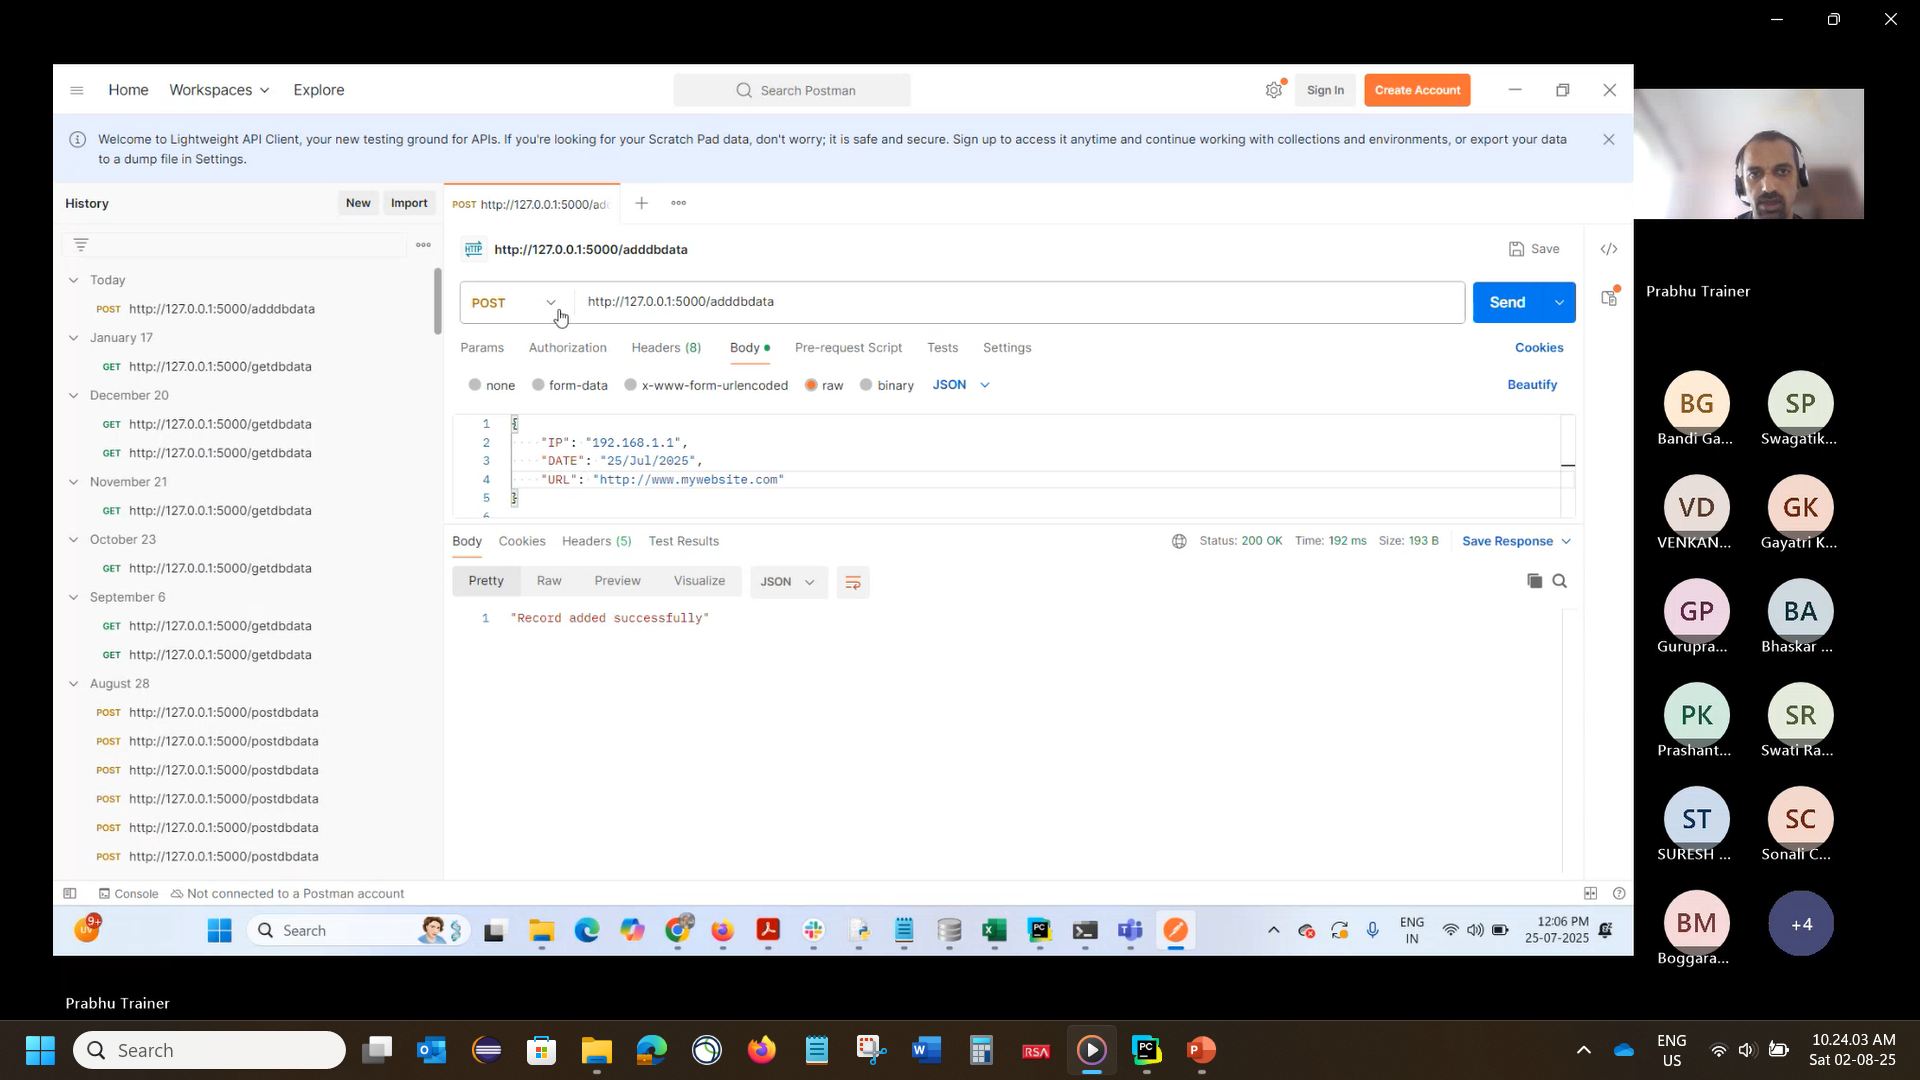 Home
Workspaces
Explore
Search Postman
Sign In
Create Account
Welcome to Lightweight API Client, your new testing ground for APIs. If you're looking for your Scratch Pad data, don't worry; it is safe and secure. Sign up to access it anytime and continue working with collections and environments, or export your data
to a dump file in Settings.
History
New
Import
POST http://127.0.0.1:5000/add
http://127.0.0.1:5000/adddbdata
Save
Today
POST http://127.0.0.1:5000/adddbdata
January 17
GET http://127.0.0.1:5000/getdbdata
December 20
GET http://127.0.0.1:5000/getdbdata
GET http://127.0.0.1:5000/getdbdata
November 21
GET http://127.0.0.1:5000/getdbdata
October 23
GET http://127.0.0.1:5000/getdbdata
September 6
GET http://127.0.0.1:5000/getdbdata
GET http://127.0.0.1:5000/getdbdata
August 28
POST http://127.0.0.1:5000/postdbdata
POST http://127.0.0.1:5000/postdbdata
POST http://127.0.0.1:5000/postdbdata
POST http://127.0.0.1:5000/postdbdata
POST http://127.0.0.1:5000/postdbdata
POST http://127.0.0.1:5000/postdbdata
POST
http://127.0.0.1:5000/adddbdata
Send
Params
Authorization
Headers (8)
Body
Pre-request Script
Tests
Settings
Cookies
none
form-data
x-www-form-urlencoded
raw
binary
JSON
Beautify
1 {
2 "IP": "192.168.1.1",
3 "DATE": "25/Jul/2025",
4 "URL": "http://www.mywebsite.com"
5 }
6
Body
Cookies
Headers (5)
Test Results
Status: 200 OK
Time: 192 ms
Size: 193 B
Save Response
Pretty
Raw
Preview
Visualize
JSON
1 "Record added successfully"
Console
Not connected to a Postman account
9+
Search
ENG
IN
12:06 PM
25-07-2025
Prabhu Trainer
BG
Bandi Ga...
SP
Swagatik...
VD
VENKAN...
GK
Gayatri K...
GP
Gurupra...
BA
Bhaskar ...
PK
Prashant...
SR
Swati Ra...
ST
SURESH ...
SC
Sonali C...
BM
Boggara...
+4
Prabhu Trainer
Search
RSA
ENG
US
10.24.03 AM
Sat 02-08-25